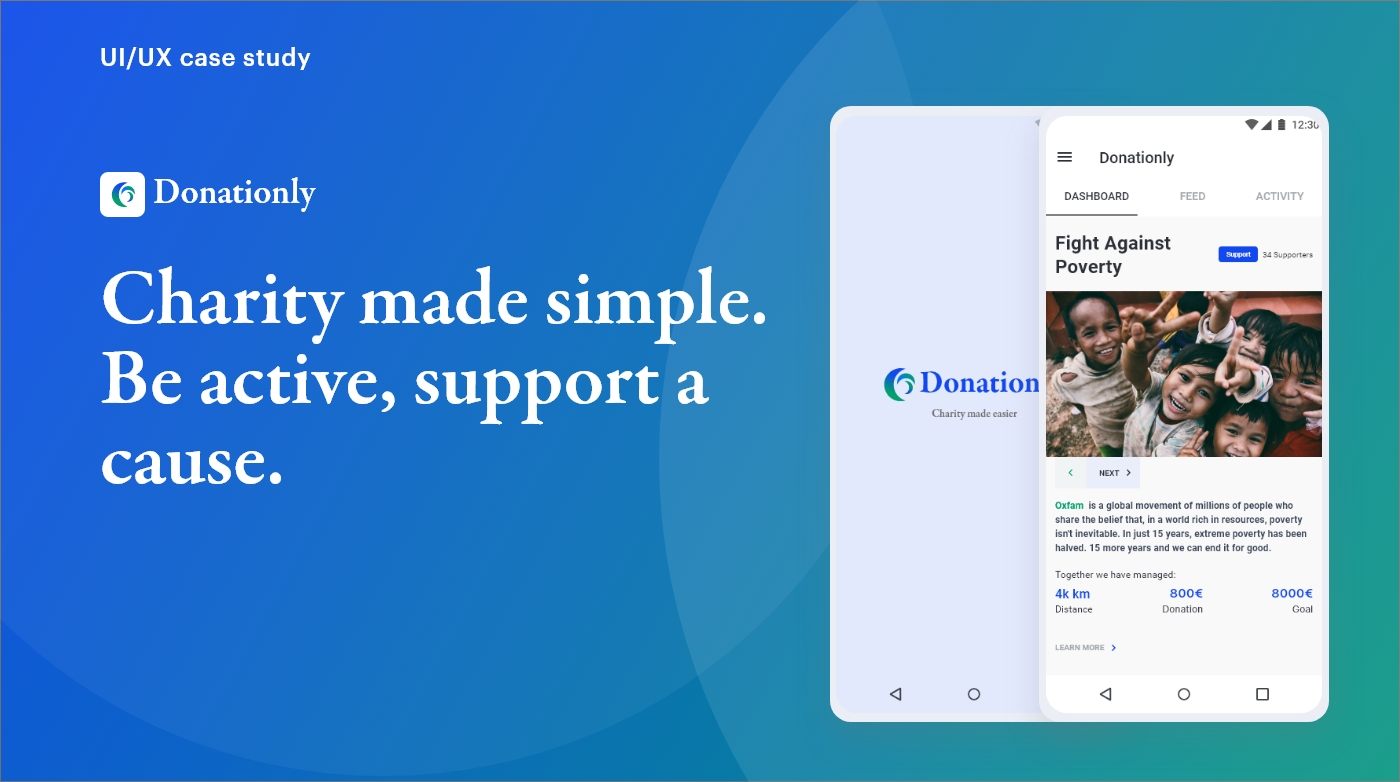 UI/UX case study
Donationly
Charity made simple.
Be active, support a
cause.
Donation
Charity made easier
12:30
Donationly
DASHBOARD FEED ACTIVITY
Fight Against
Poverty
Support 34 Supporters
NEXT
Oxfam is a global movement of millions of people who
share the belief that, in a world rich in resources, poverty
isn't inevitable. In just 15 years, extreme poverty has been
halved. 15 more years and we can end it for good.
Together we have managed:
4k km 800€ 8000€
Distance Donation Goal
LEARN MORE